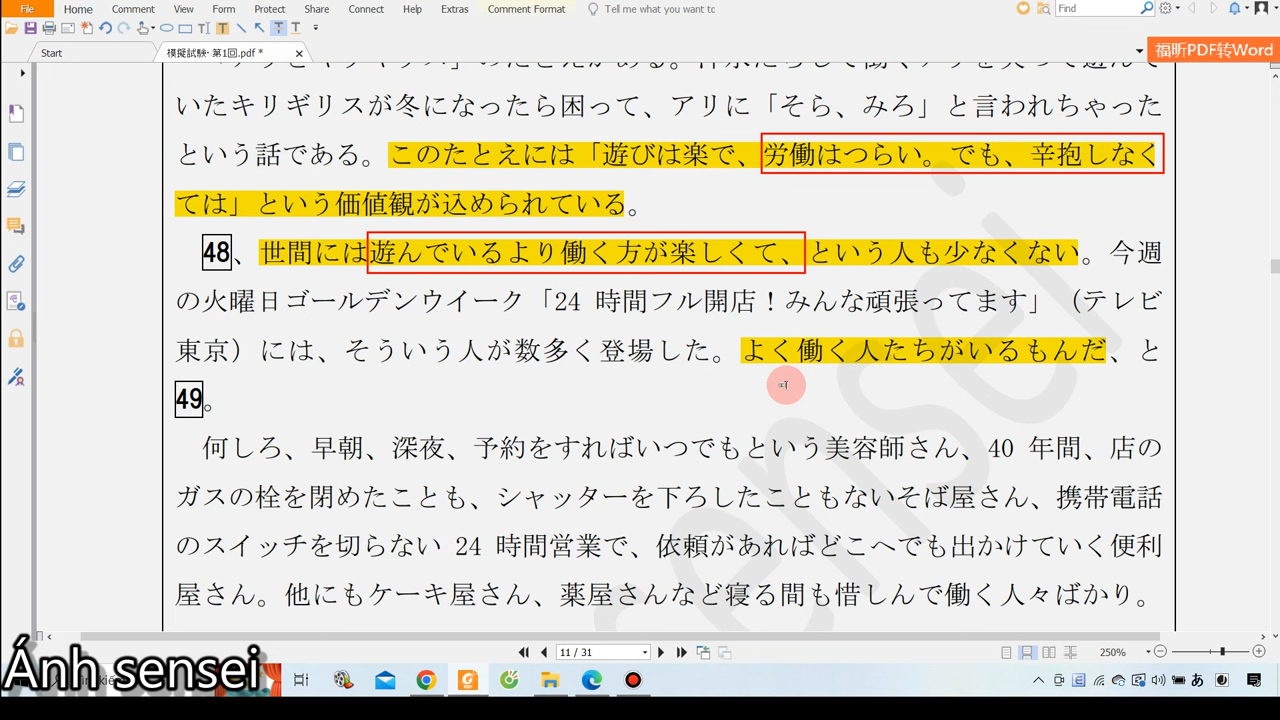 File Home Comment View Form Protect Share Connect Help Extras Comment Format Tell me what you want to Find
Start 模擬試験- 第1回.pdf *
福昕PDF转Word
いたキリギリスが冬になったら困って、アリに「そら、みろ」と言われちゃった
という話である。このたとえには「遊びは楽で、労働はつらい。でも、辛抱しなく
ては」という価値観が込められている。
48、世間には遊んでいるより働く方が楽しくて、という人も少なくない。今週
の火曜日ゴールデンウイーク「24 時間フル開店！みんな頑張ってます」（テレビ
東京）には、そういう人が数多く登場した。よく働く人たちがいるもんだ、と
49。
何しろ、早朝、深夜、予約をすればいつでもという美容師さん、40 年間、店の
ガスの栓を閉めたことも、シャッターを下ろしたこともないそば屋さん、携帯電話
のスイッチを切らない 24 時間営業で、依頼があればどこへでも出かけていく便利
屋さん。他にもケーキ屋さん、薬屋さんなど寝る間も惜しんで働く人々ばかり。
sensei
11 / 31
250%
Ánh sensei